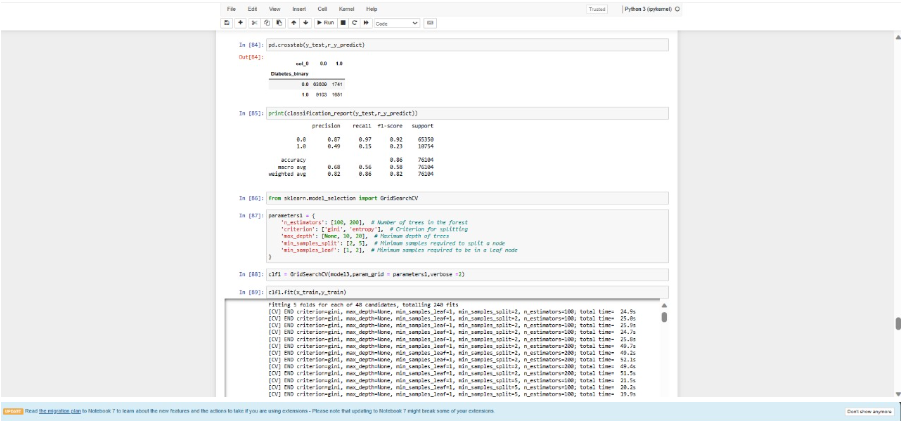 File Edit View Insert Cell Kernel Help Trusted Python 3 (ipykernel)
Run Code
In [84]: pd.crosstab(y_test,r_y_predict)
Out[84]:
col_0 0.0 1.0
Diabetes_binary
0.0 1741
1.0
In [85]: print(classification_report(y_test,r_y_predict))
precision recall f1-score support
0.0 0.87 0.97 0.92 65350
1.0 0.49 0.15 0.23 10754
accuracy 0.86 76104
macro avg 0.68 0.56 0.58 76104
weighted avg 0.82 0.86 0.82 76104
In [86]: from sklearn.model_selection import GridSearchCV
In [87]: parameters1 = {
'n_estimators': [100, 200], # Number of trees in the forest
'criterion': ['gini', 'entropy'], # Criterion for splitting
'max_depth': [None, 10, 20], # Maximum depth of trees
'min_samples_split': [2, 5], # Minimum samples required to split a node
'min_samples_leaf': [1, 2], # Minimum samples required to be in a leaf node
}
In [88]: clf1 = GridSearchCV(model3,param_grid = parameters1,verbose =2)
In [89]: clf1.fit(x_train,y_train)
Fitting 5 folds for each of 48 candidates, totalling 240 fits
[CV] END criterion=gini, max_depth=None, min_samples_leaf=1, min_samples_split=2, n_estimators=100; total time= 24.9s
[CV] END criterion=gini, max_depth=None, min_samples_leaf=1, min_samples_split=2, n_estimators=100; total time= 25.0s
[CV] END criterion=gini, max_depth=None, min_samples_leaf=1, min_samples_split=2, n_estimators=100; total time= 25.9s
[CV] END criterion=gini, max_depth=None, min_samples_leaf=1, min_samples_split=2, n_estimators=100; total time= 24.7s
[CV] END criterion=gini, max_depth=None, min_samples_leaf=1, min_samples_split=2, n_estimators=100; total time= 25.8s
[CV] END criterion=gini, max_depth=None, min_samples_leaf=1, min_samples_split=2, n_estimators=200; total time= 49.7s
[CV] END criterion=gini, max_depth=None, min_samples_leaf=1, min_samples_split=2, n_estimators=200; total time= 49.2s
[CV] END criterion=gini, max_depth=None, min_samples_leaf=1, min_samples_split=2, n_estimators=200; total time= 52.3s
[CV] END criterion=gini, max_depth=None, min_samples_leaf=1, min_samples_split=2, n_estimators=200; total time= 49.4s
[CV] END criterion=gini, max_depth=None, min_samples_leaf=1, min_samples_split=2, n_estimators=200; total time= 51.5s
[CV] END criterion=gini, max_depth=None, min_samples_leaf=1, min_samples_split=5, n_estimators=100; total time= 21.5s
[CV] END criterion=gini, max_depth=None, min_samples_leaf=1, min_samples_split=5, n_estimators=100; total time= 20.2s
[CV] END criterion=gini, max_depth=None, min_samples_leaf=1, min_samples_split=5, n_estimators=100; total time= 19.9s
UPDATE Read the migration plan to Notebook 7 to learn about the new features and the actions to take if you are using extensions - Please note that updating to Notebook 7 might break some of your extensions. Don't show anymore